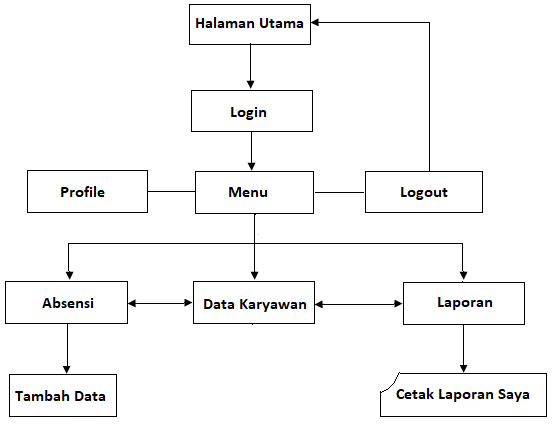 Halaman Utama
Login
Profile
Menu
Logout
Absensi
Data Karyawan
Laporan
Tambah Data
Cetak Laporan Saya